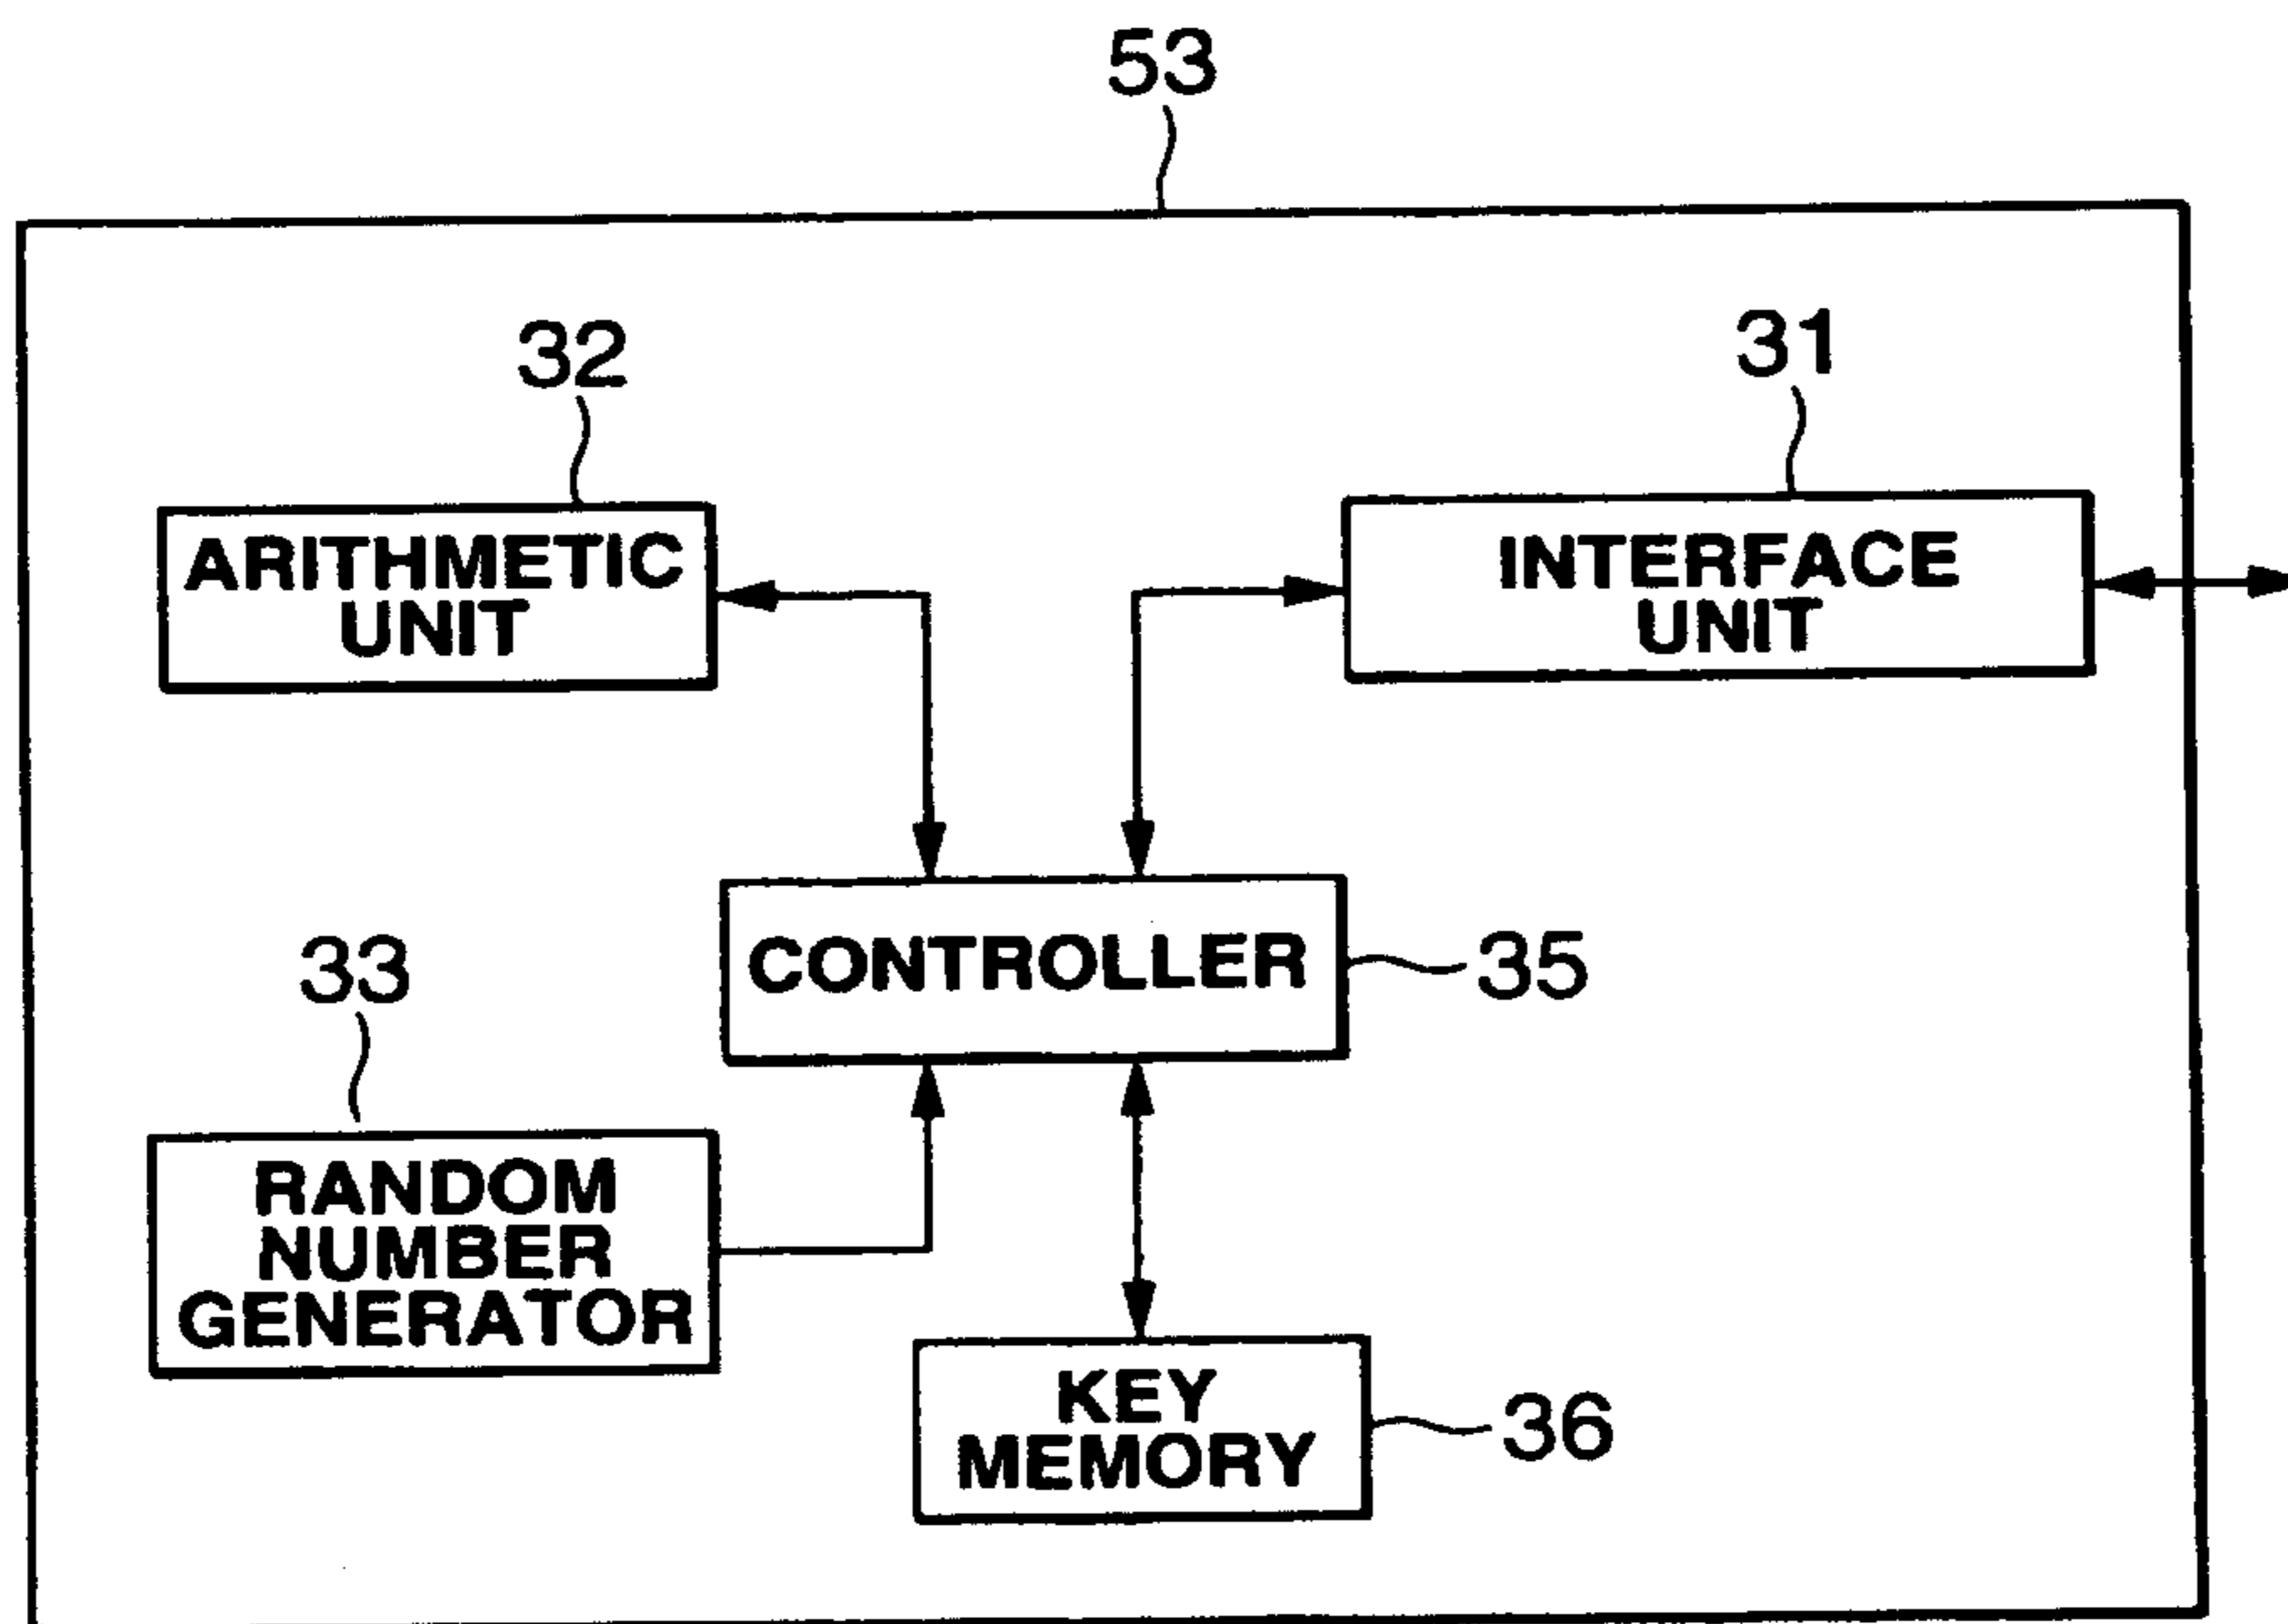 53
32
31
ARITHMETIC
UNIT
INTERFACE
UNIT
33
CONTROLLER
35
RANDOM
NUMBER
GENERATOR
KEY
MEMORY
36